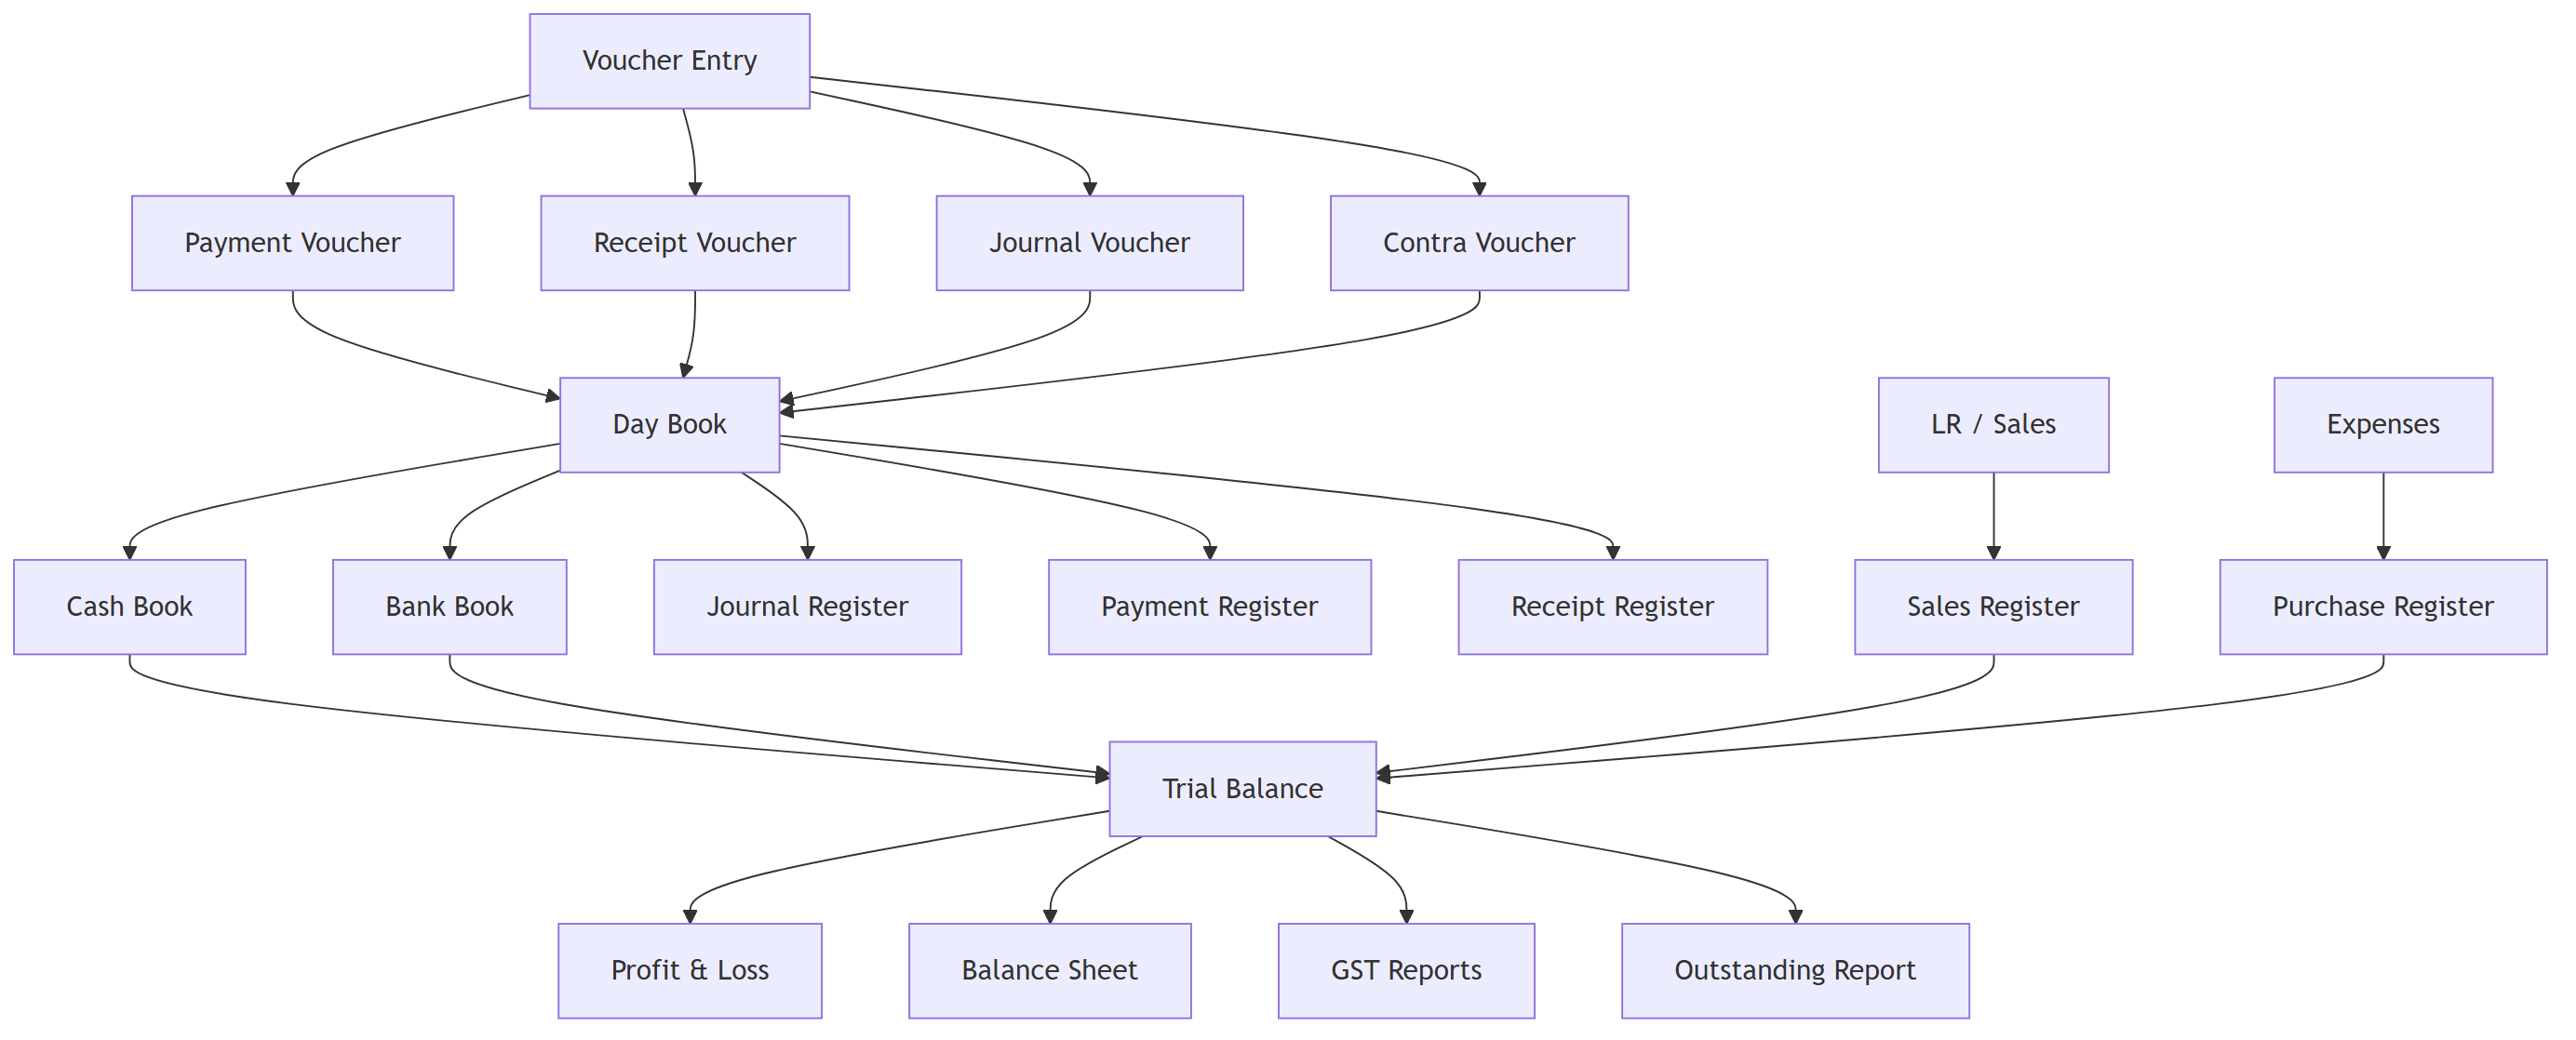 Voucher Entry
Payment Voucher
Receipt Voucher
Journal Voucher
Contra Voucher
Day Book
LR / Sales
Expenses
Cash Book
Bank Book
Journal Register
Payment Register
Receipt Register
Sales Register
Purchase Register
Trial Balance
Profit & Loss
Balance Sheet
GST Reports
Outstanding Report